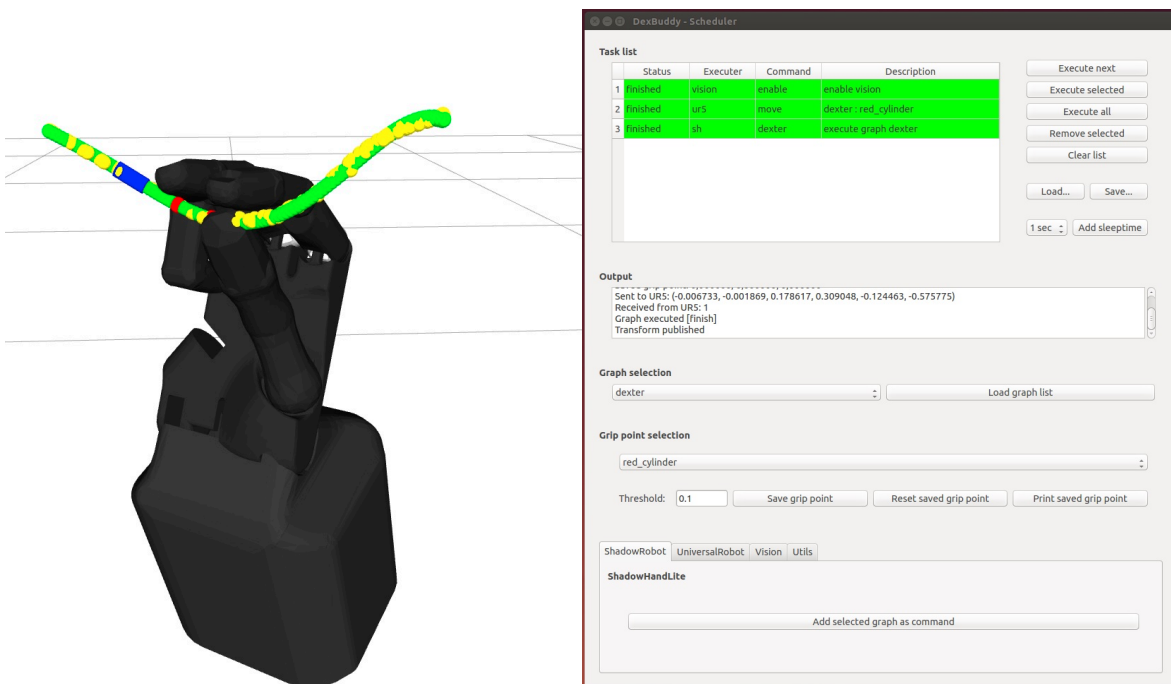 DexBuddy - Scheduler
Task list
Status Executer Command Description
1 finished vision enable enable vision
2 finished ur5 move dexter : red_cylinder
3 finished sh dexter execute graph dexter
Execute next
Execute selected
Execute all
Remove selected
Clear list
Load... Save...
1 sec Add sleeptime
Output
Sent to UR5: (-0.006733, -0.001869, 0.178617, 0.309048, -0.124463, -0.575775)
Received from UR5: 1
Graph executed [finish]
Transform published
Graph selection
dexter Load graph list
Grip point selection
red_cylinder
Threshold: 0.1 Save grip point Reset saved grip point Print saved grip point
ShadowRobot UniversalRobot Vision Utils
ShadowHandLite
Add selected graph as command